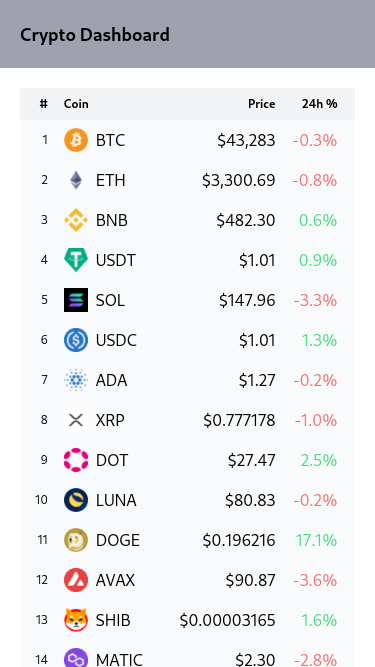 Crypto Dashboard
# Coin Price 24h %
1 BTC $43,283 -0.3%
2 ETH $3,300.69 -0.8%
3 BNB $482.30 0.6%
4 USDT $1.01 0.9%
5 SOL $147.96 -3.3%
6 USDC $1.01 1.3%
7 ADA $1.27 -0.2%
8 XRP $0.777178 -1.0%
9 DOT $27.47 2.5%
10 LUNA $80.83 -0.2%
11 DOGE $0.196216 17.1%
12 AVAX $90.87 -3.6%
13 SHIB $0.00003165 1.6%
14 MATIC $2.30 -2.8%